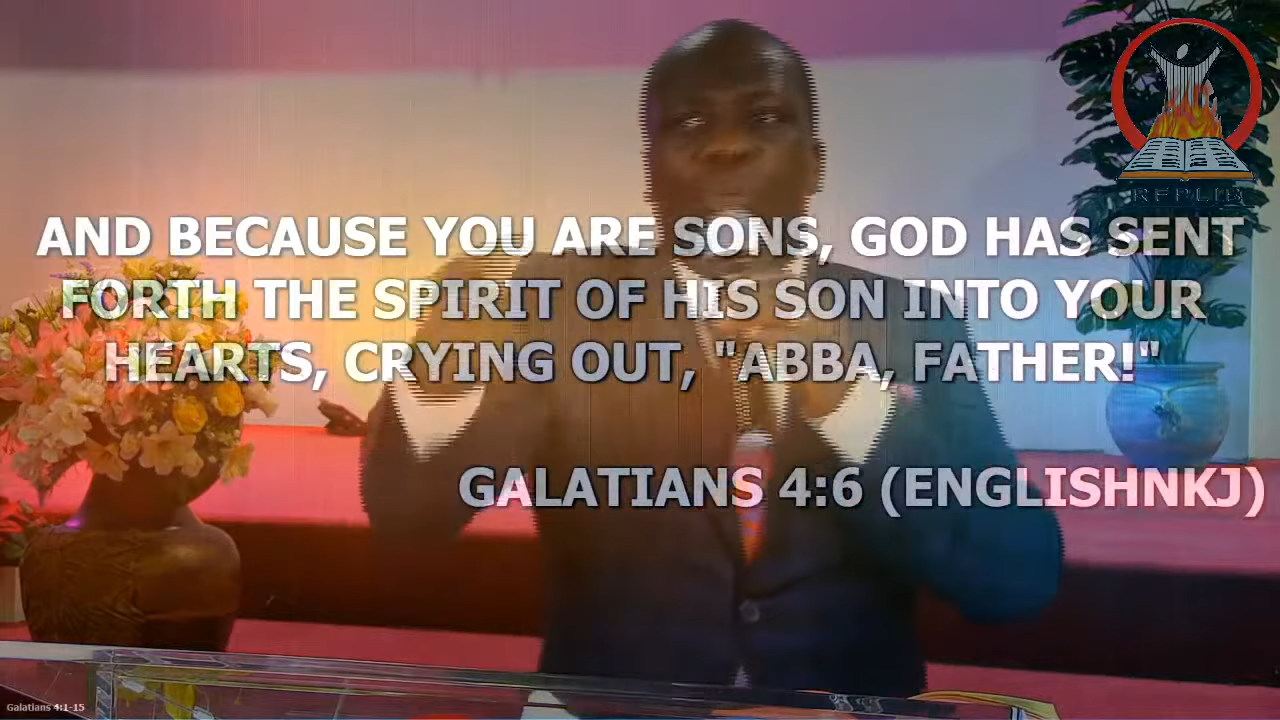 RFPLIB
AND BECAUSE YOU ARE SONS, GOD HAS SENT
FORTH THE SPIRIT OF HIS SON INTO YOUR
HEARTS, CRYING OUT, "ABBA, FATHER!"
GALATIANS 4:6 (ENGLISHNKJ)
Galatians 4:1-15